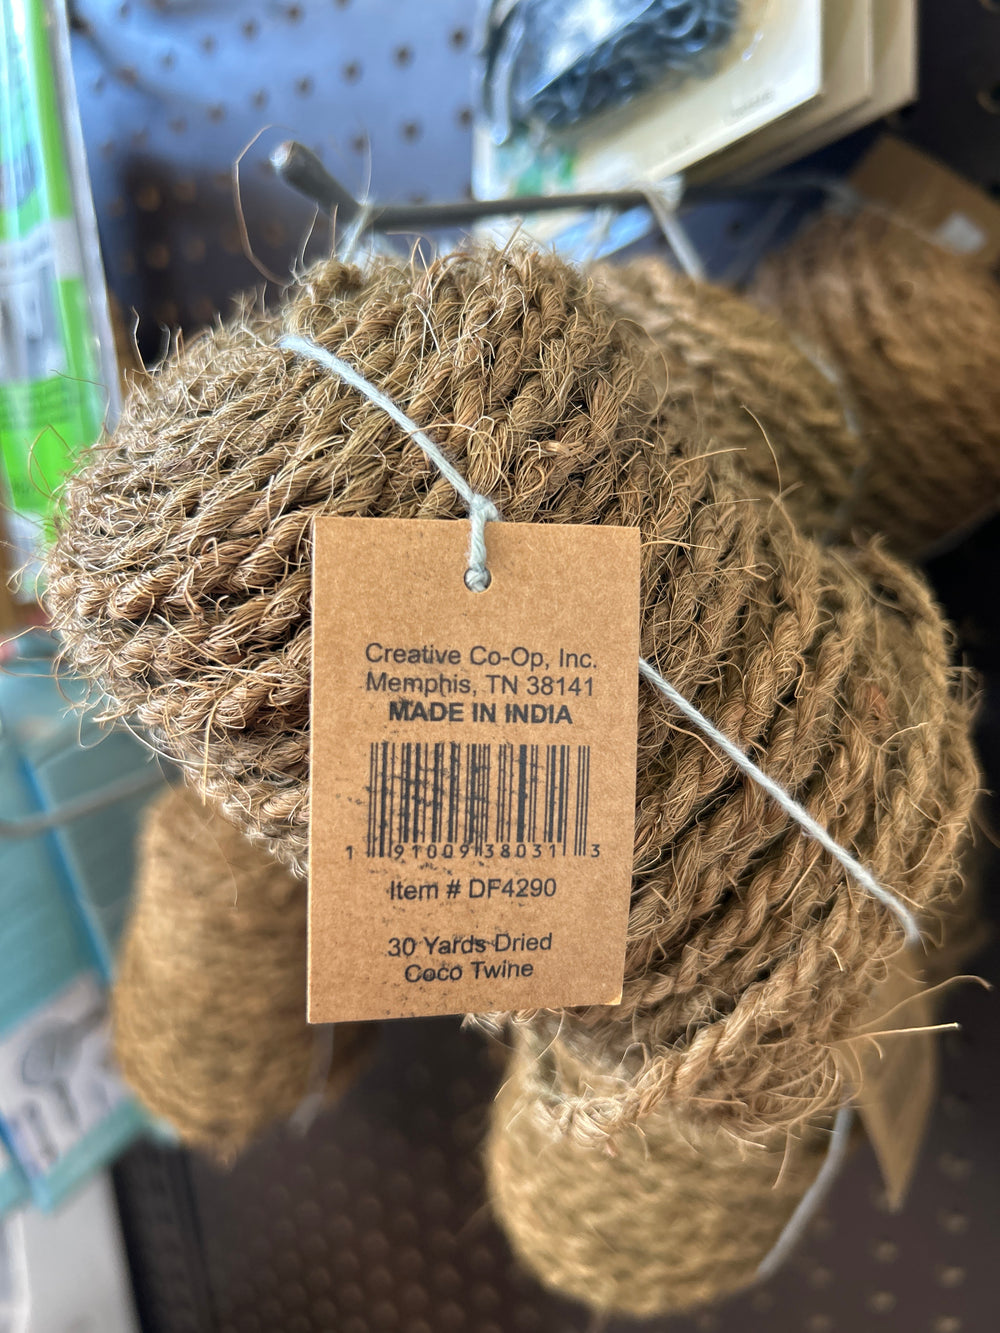 Creative Co-Op, Inc.
Memphis, TN 38141
MADE IN INDIA
1 91009 38031 3
Item # DF4290
30 Yards Dried
Coco Twine